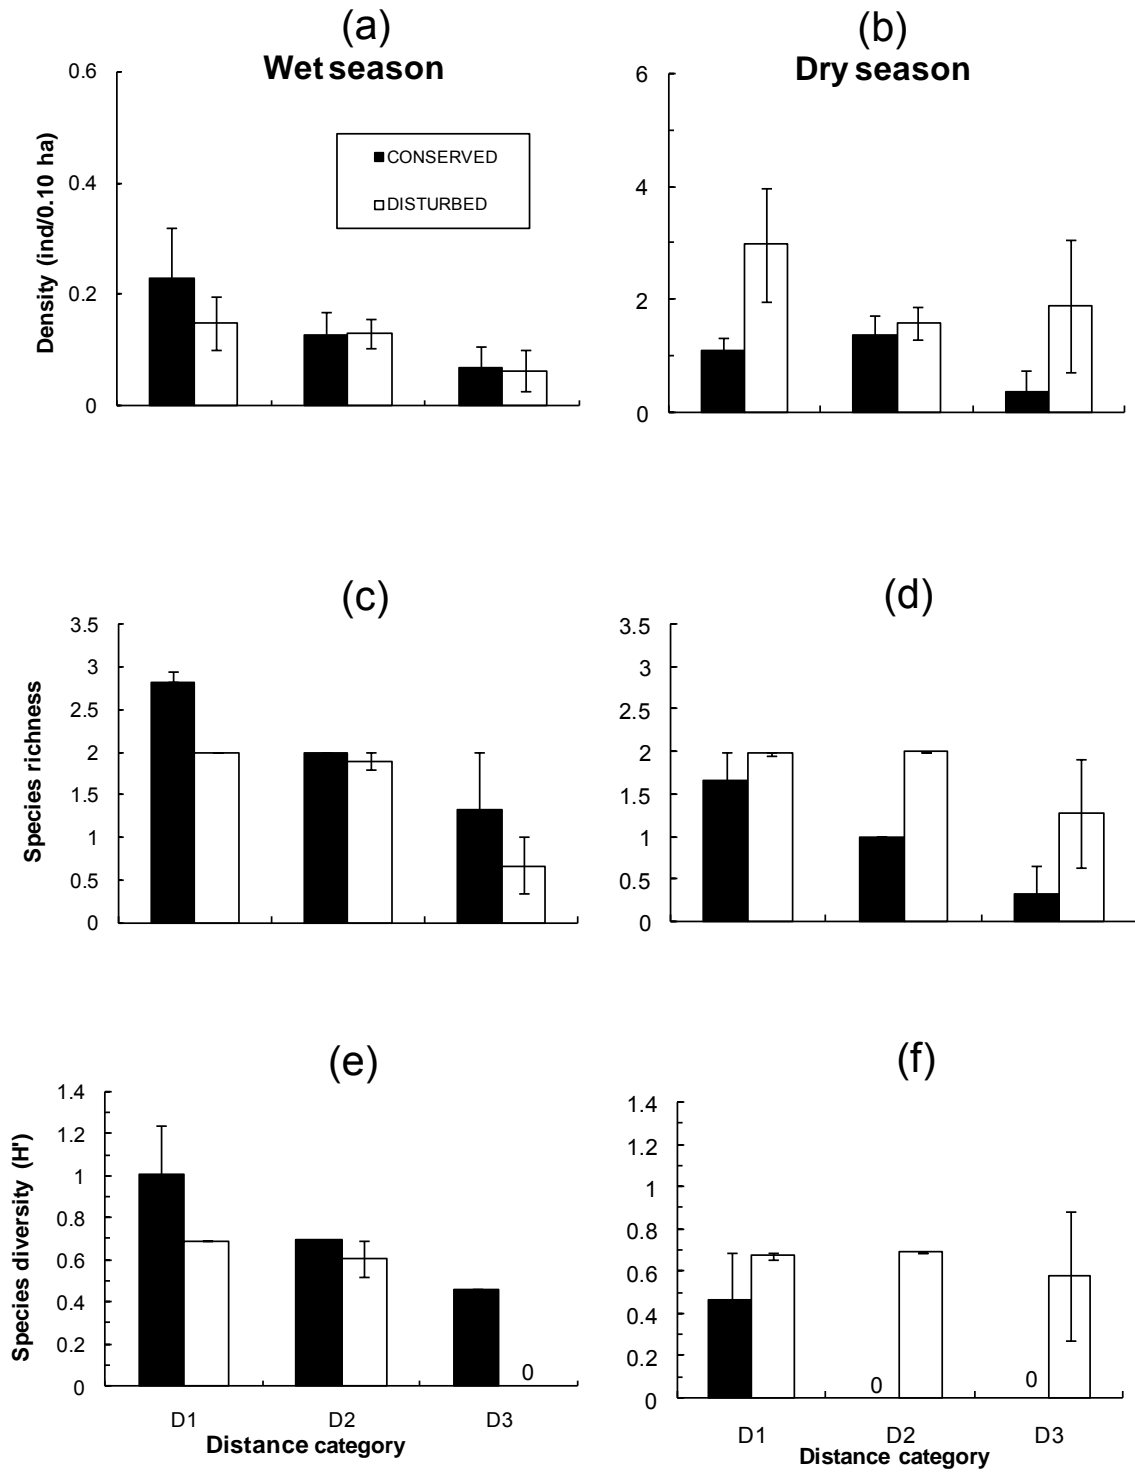 (a)
Wet season
Density (ind/0.10 ha)
0.6
0.4
0.2
0
CONSERVED
DISTURBED
(b)
Dry season
6
4
2
0
(c)
Species richness
3.5
3
2.5
2
1.5
1
0.5
0
(d)
3.5
3
2.5
2
1.5
1
0.5
0
(e)
Species diversity (H')
1.4
1.2
1
0.8
0.6
0.4
0.2
0
0
D1 D2 D3
Distance category
(f)
1.4
1.2
1
0.8
0.6
0.4
0.2
0
0 0
D1 D2 D3
Distance category